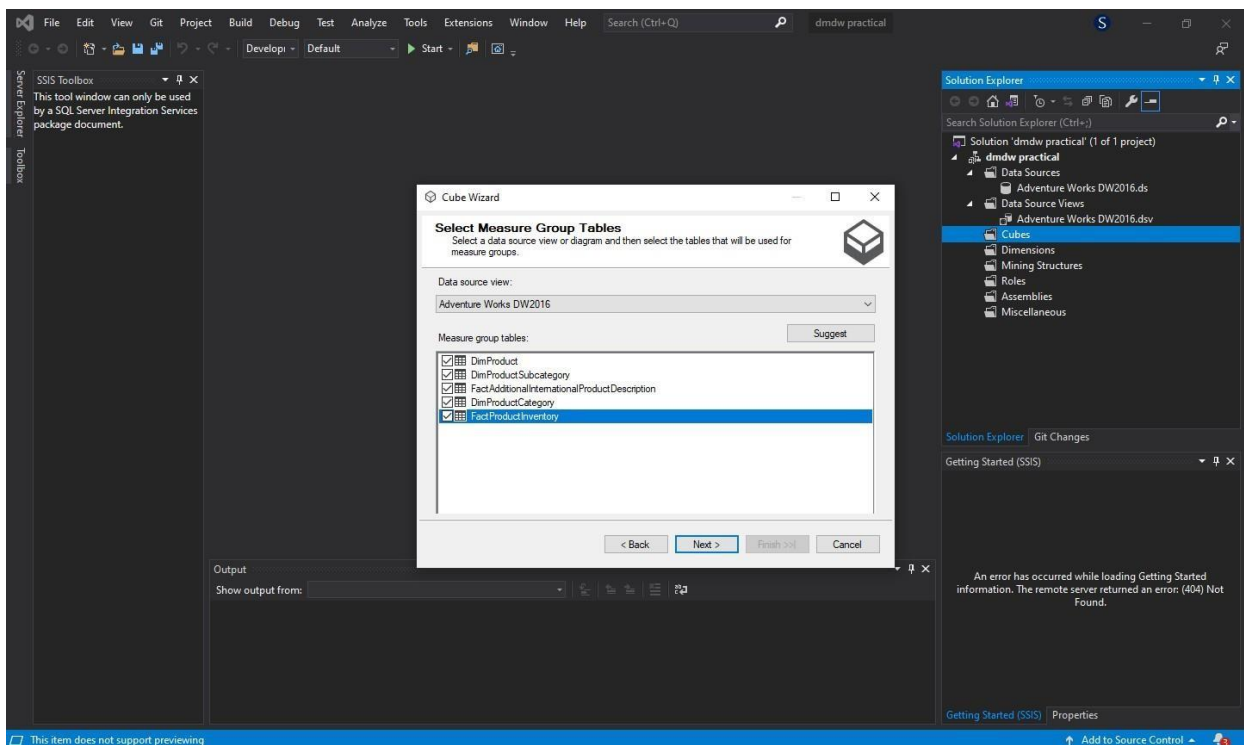 File Edit View Git Project Build Debug Test Analyze Tools Extensions Window Help Search (Ctrl+Q) dmdw practical S
Develop Default Start
Server Explorer
Toolbox
SSIS Toolbox
This tool window can only be used
by a SQL Server Integration Services
package document.
Cube Wizard
Select Measure Group Tables
Select a data source view or diagram and then select the tables that will be used for
measure groups.
Data source view:
Adventure Works DW2016
Measure group tables:
Suggest
DimProduct
DimProductSubcategory
FactAdditionalInternationalProductDescription
DimProductCategory
FactProductInventory
< Back Next > Finish >>| Cancel
Output
Show output from:
Solution Explorer
Search Solution Explorer (Ctrl+;)
Solution 'dmdw practical' (1 of 1 project)
dmdw practical
Data Sources
Adventure Works DW2016.ds
Data Source Views
Adventure Works DW2016.dsv
Cubes
Dimensions
Mining Structures
Roles
Assemblies
Miscellaneous
Solution Explorer Git Changes
Getting Started (SSIS)
An error has occurred while loading Getting Started
information. The remote server returned an error: (404) Not
Found.
Getting Started (SSIS) Properties
This item does not support previewing
Add to Source Control
3